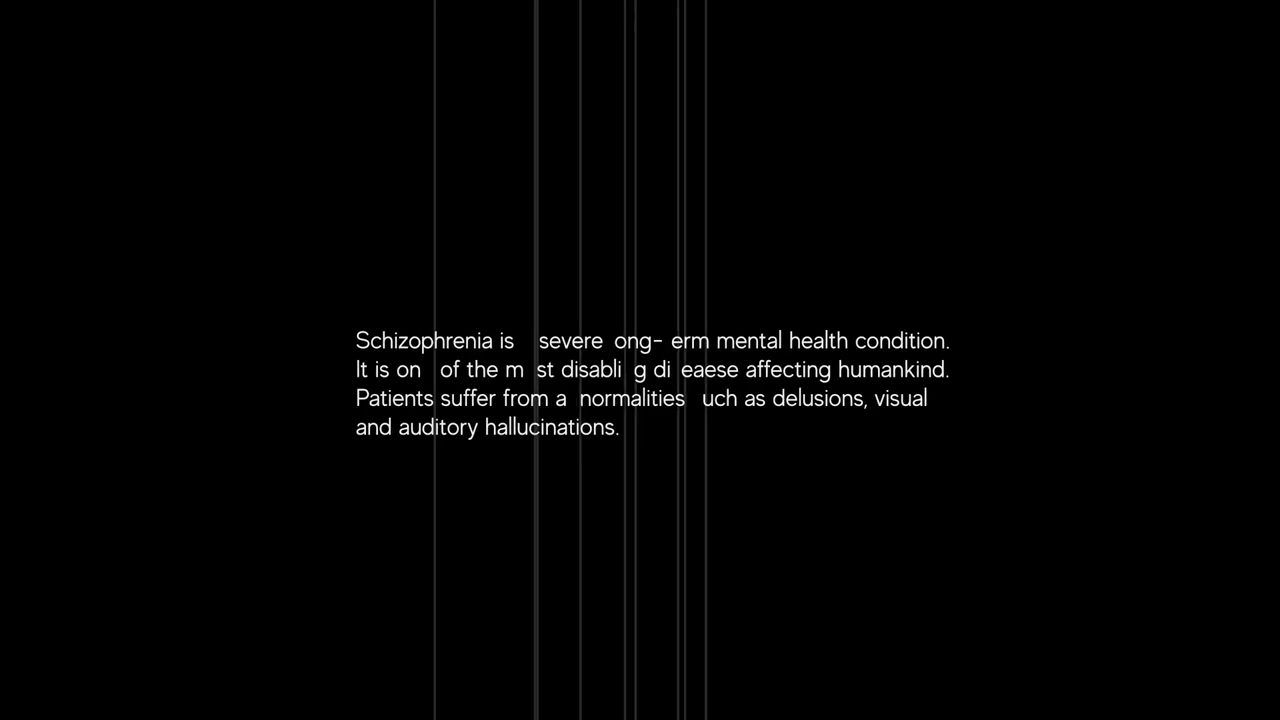 Schizophrenia is severe ong- erm mental health condition.
It is on of the m st disabli g di eaese affecting humankind.
Patients suffer from a normalities uch as delusions, visual
and auditory hallucinations.